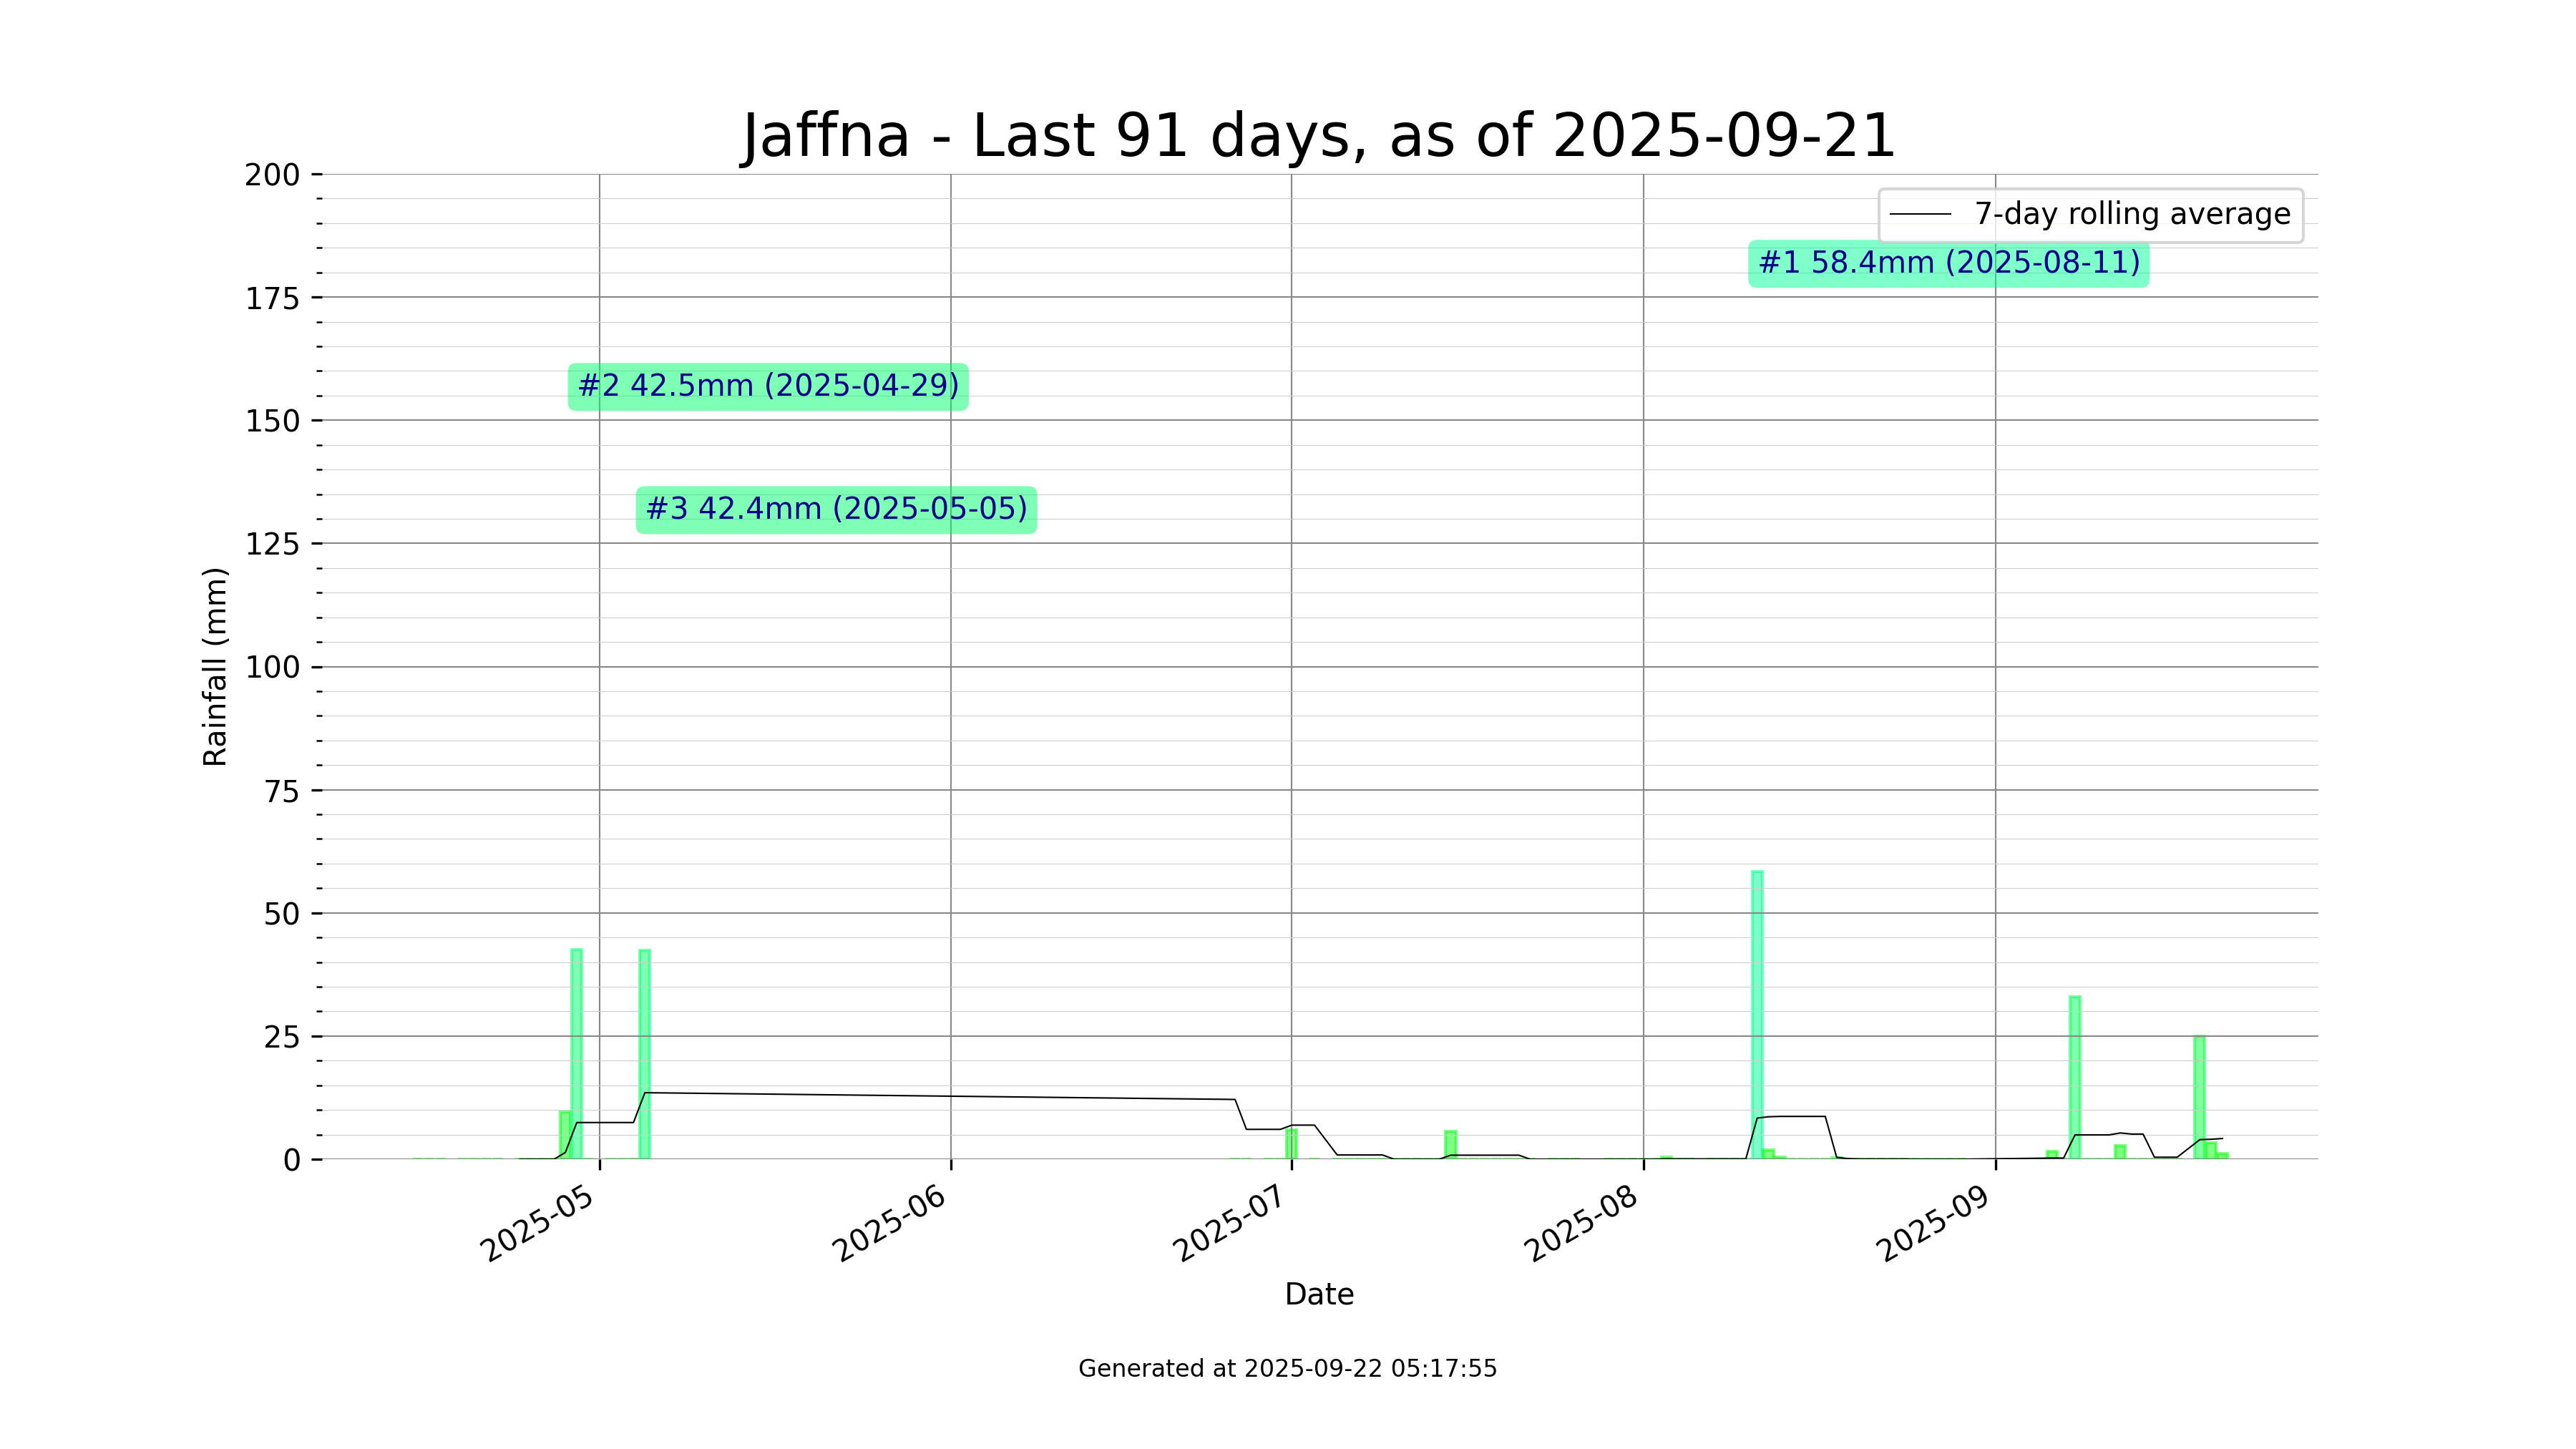 Jaffna - Last 91 days, as of 2025-09-21
200
175
150
125
100
75
50
25
0
Rainfall (mm)
7-day rolling average
#1 58.4mm (2025-08-11)
#2 42.5mm (2025-04-29)
#3 42.4mm (2025-05-05)
2025-05
2025-06
2025-07
2025-08
2025-09
Date
Generated at 2025-09-22 05:17:55